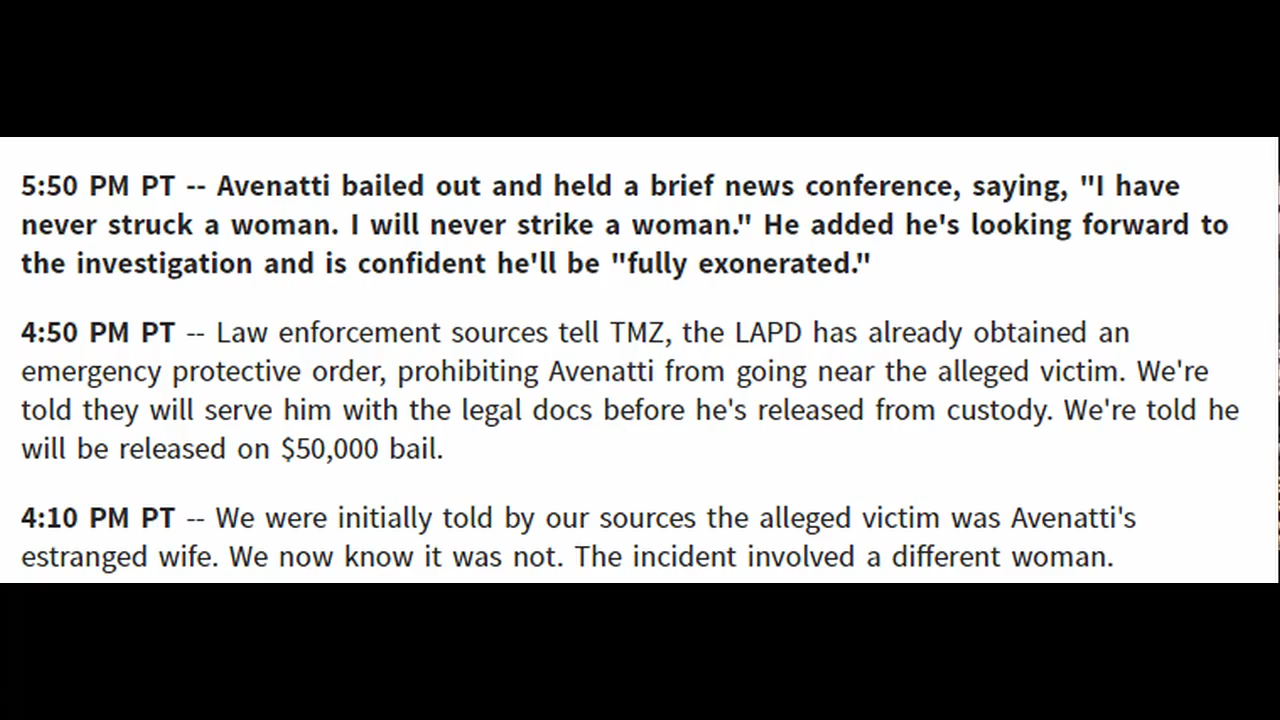 5:50 PM PT -- Avenatti bailed out and held a brief news conference, saying, "I have
never struck a woman. I will never strike a woman." He added he's looking forward to
the investigation and is confident he'll be "fully exonerated."
4:50 PM PT -- Law enforcement sources tell TMZ, the LAPD has already obtained an
emergency protective order, prohibiting Avenatti from going near the alleged victim. We're
told they will serve him with the legal docs before he's released from custody. We're told he
will be released on $50,000 bail.
4:10 PM PT -- We were initially told by our sources the alleged victim was Avenatti's
estranged wife. We now know it was not. The incident involved a different woman.